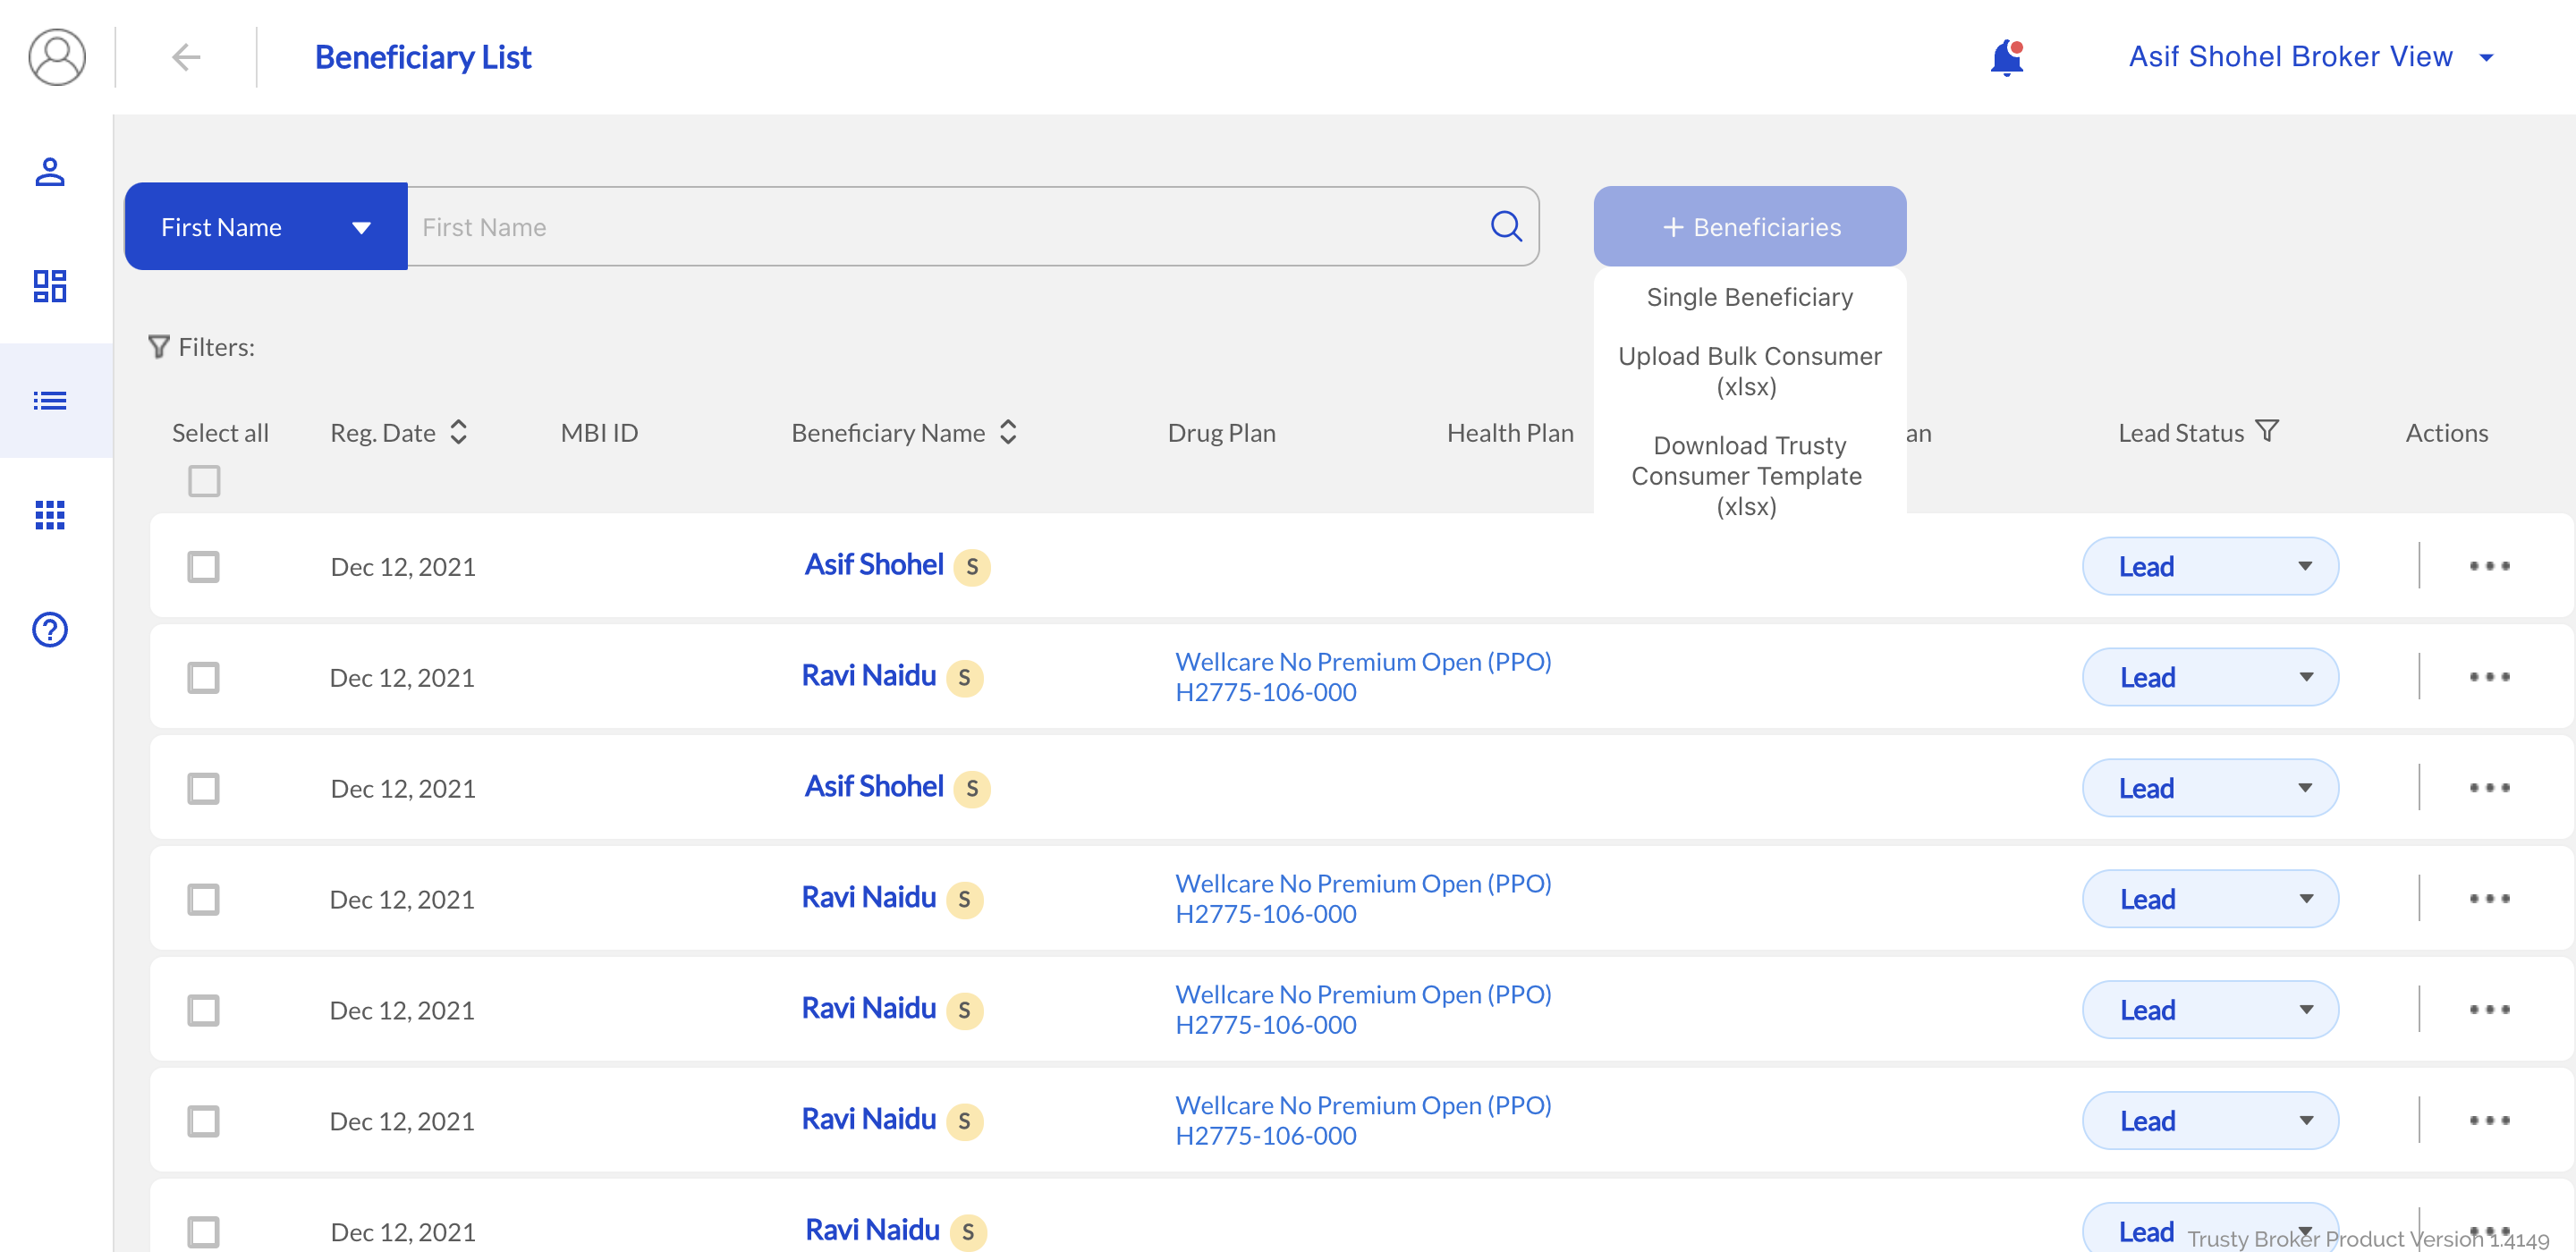 Beneficiary List
Asif Shohel Broker View
First Name
First Name
+ Beneficiaries
Single Beneficiary
Upload Bulk Consumer
(xlsx)
Download Trusty
Consumer Template
(xlsx)
Filters:
Select all
Reg. Date
MBI ID
Beneficiary Name
Drug Plan
Health Plan
an
Lead Status
Actions
Dec 12, 2021
Asif Shohel
S
Lead
Dec 12, 2021
Ravi Naidu
S
Wellcare No Premium Open (PPO)
H2775-106-000
Lead
Dec 12, 2021
Asif Shohel
S
Lead
Dec 12, 2021
Ravi Naidu
S
Wellcare No Premium Open (PPO)
H2775-106-000
Lead
Dec 12, 2021
Ravi Naidu
S
Wellcare No Premium Open (PPO)
H2775-106-000
Lead
Dec 12, 2021
Ravi Naidu
S
Wellcare No Premium Open (PPO)
H2775-106-000
Lead
Dec 12, 2021
Ravi Naidu
S
Lead
Trusty Broker Product Version 1.4149